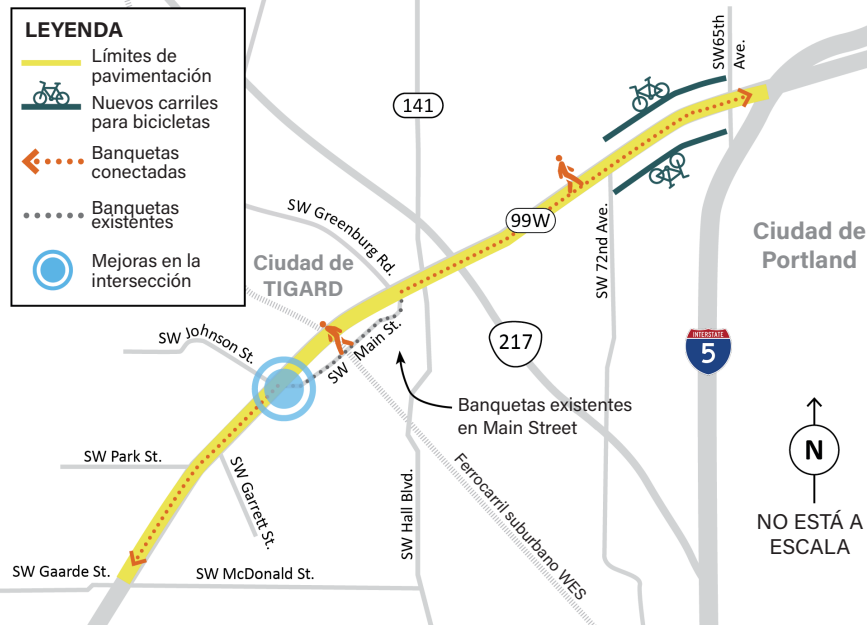 LEYENDA
Límites de
pavimentación
Nuevos carriles
para bicicletas
Banquetas
conectadas
Banquetas
existentes
Mejoras en la
intersección
141
SW65th
Ave.
99W
SW Greenburg Rd.
Ciudad de
TIGARD
SW 72nd Ave.
Ciudad de
Portland
217
INTERSTATE
5
SW Johnson St.
SW Main St.
Banquetas existentes
en Main Street
SW Park St.
SW Garrett St.
SW Hall Blvd.
Ferrocarril suburbano WES
N
NO ESTÁ A
ESCALA
SW Gaarde St.
SW McDonald St.